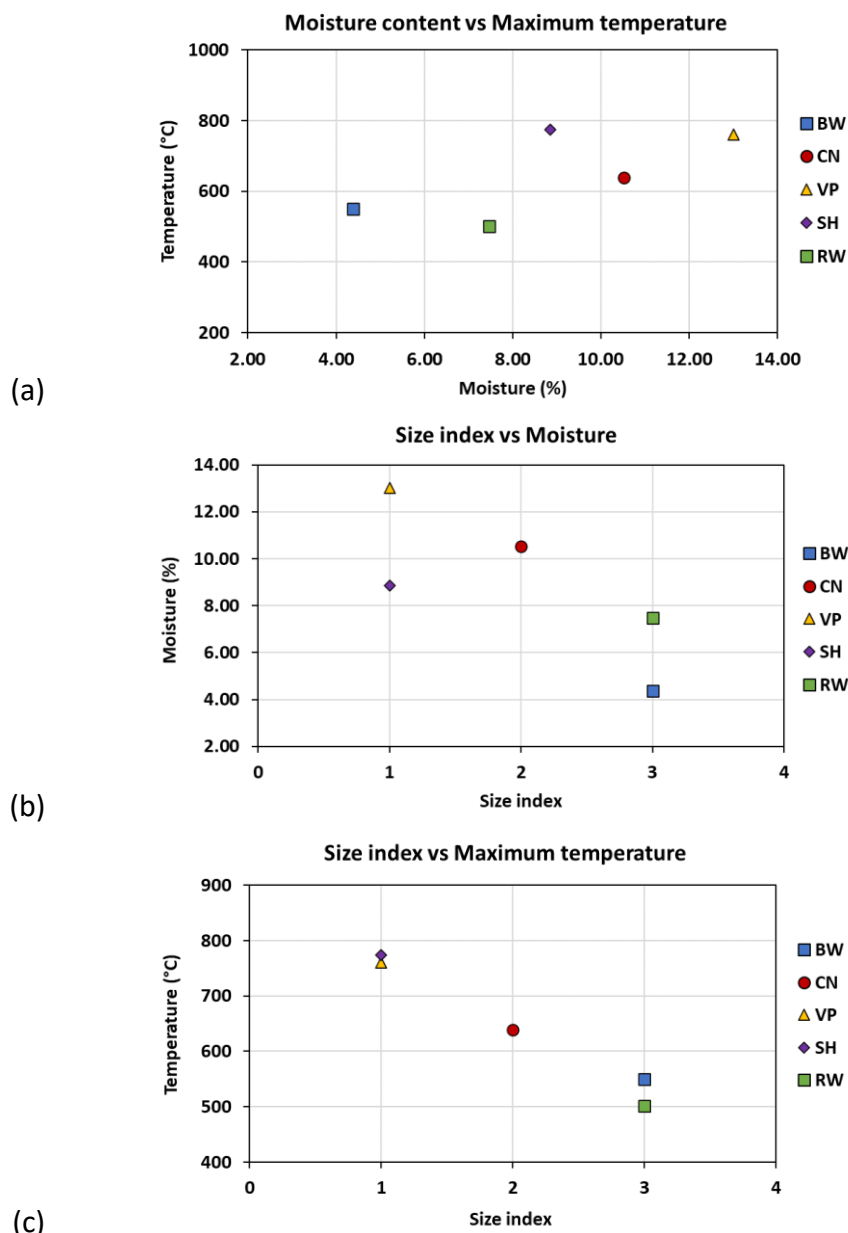 Moisture content vs Maximum temperature
1000
800
600
400
200
Temperature (°C)
2.00 4.00 6.00 8.00 10.00 12.00 14.00
Moisture (%)
BW
CN
VP
SH
RW
(a)
Size index vs Moisture
14.00
12.00
10.00
8.00
6.00
4.00
2.00
Moisture (%)
0 1 2 3 4
Size index
BW
CN
VP
SH
RW
(b)
Size index vs Maximum temperature
900
800
700
600
500
400
Temperature (°C)
0 1 2 3 4
Size index
BW
CN
VP
SH
RW
(c)